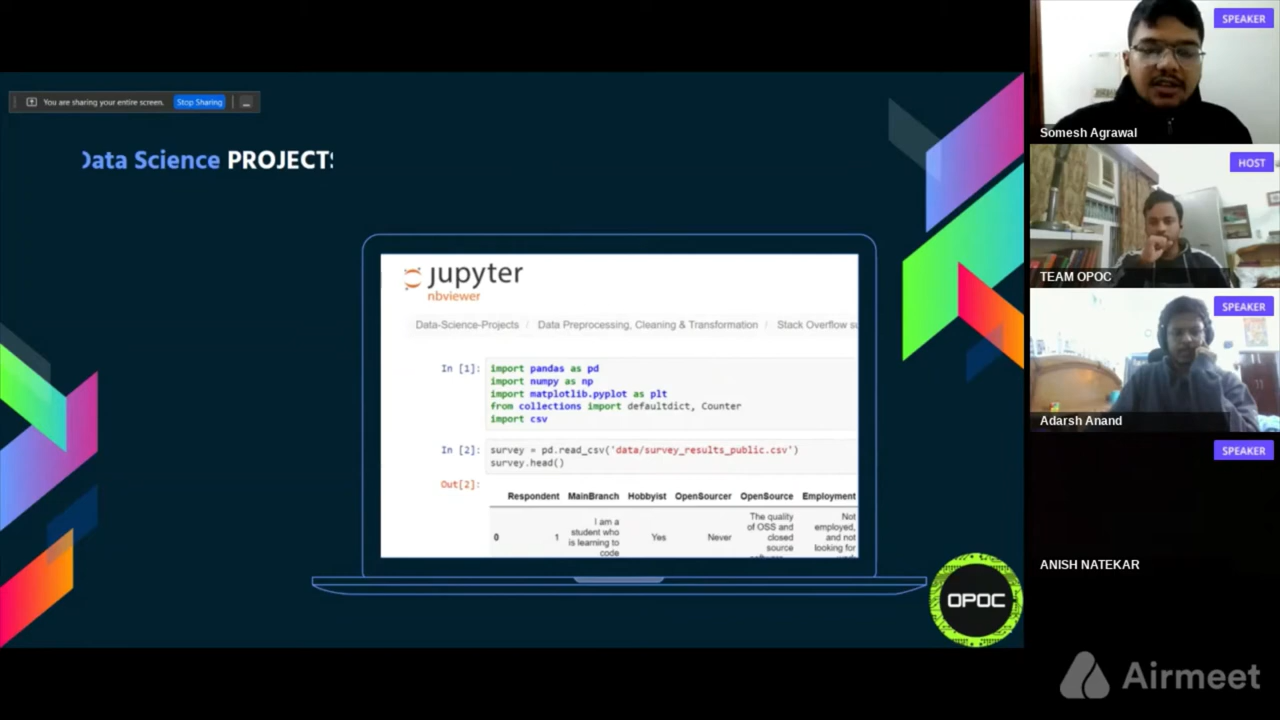 You are sharing your entire screen.
Stop Sharing
Data Science PROJECTS
jupyter
nbviewer
Data-Science-Projects / Data Preprocessing, Cleaning & Transformation / Stack Overflow su
In [1]:
import pandas as pd
import numpy as np
import matplotlib.pyplot as plt
from collections import defaultdict, Counter
import csv
In [2]:
survey = pd.read_csv('data/survey_results_public.csv')
survey.head()
Out[2]:
Respondent MainBranch Hobbyist OpenSourcer OpenSource Employment
0
1
I am a
student who
is learning to
code
Yes
Never
The quality
of OSS and
closed
source
Not
employed,
and not
looking for
OPOC
SPEAKER
Somesh Agrawal
HOST
TEAM OPOC
SPEAKER
Adarsh Anand
SPEAKER
ANISH NATEKAR
Airmeet